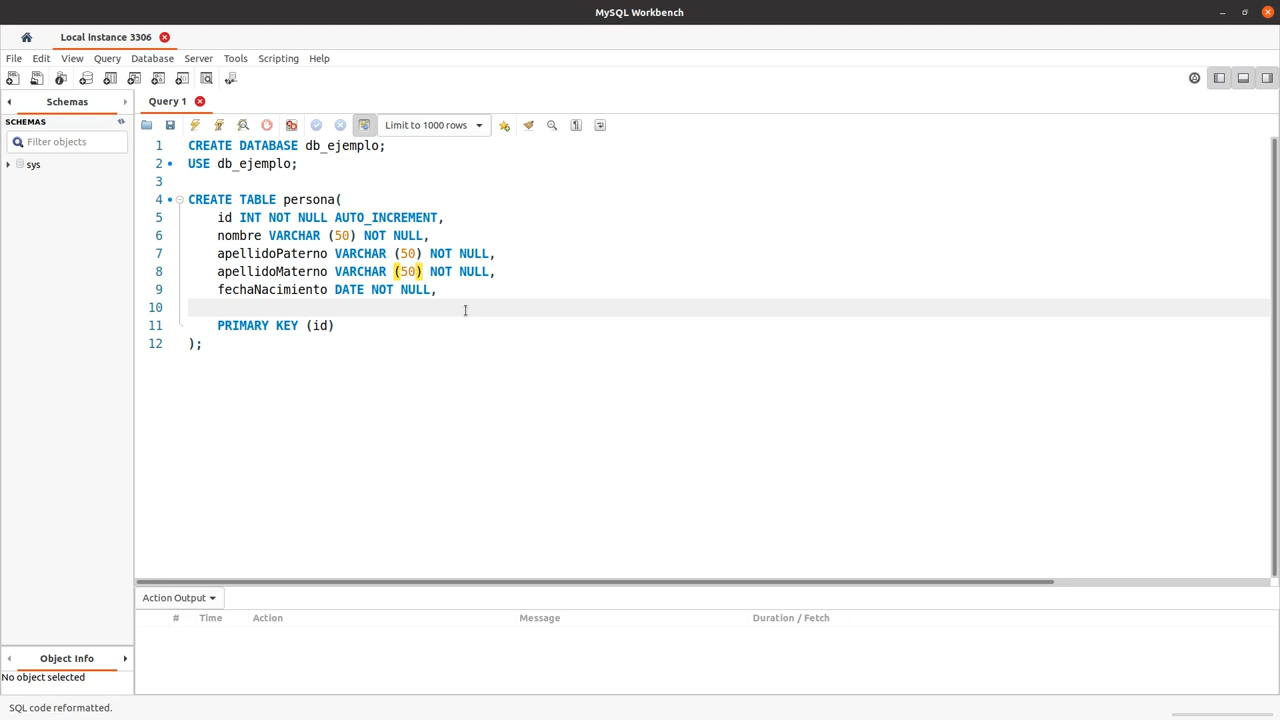 MySQL Workbench
Local instance 3306
File Edit View Query Database Server Tools Scripting Help
Schemas
Query 1
SCHEMAS
Filter objects
sys
Limit to 1000 rows
1 CREATE DATABASE db_ejemplo;
2 USE db_ejemplo;
3
4 CREATE TABLE persona(
5 id INT NOT NULL AUTO_INCREMENT,
6 nombre VARCHAR (50) NOT NULL,
7 apellidoPaterno VARCHAR (50) NOT NULL,
8 apellidoMaterno VARCHAR (50) NOT NULL,
9 fechaNacimiento DATE NOT NULL,
10
11 PRIMARY KEY (id)
12 );
Action Output
# Time Action Message Duration / Fetch
Object Info
No object selected
SQL code reformatted.